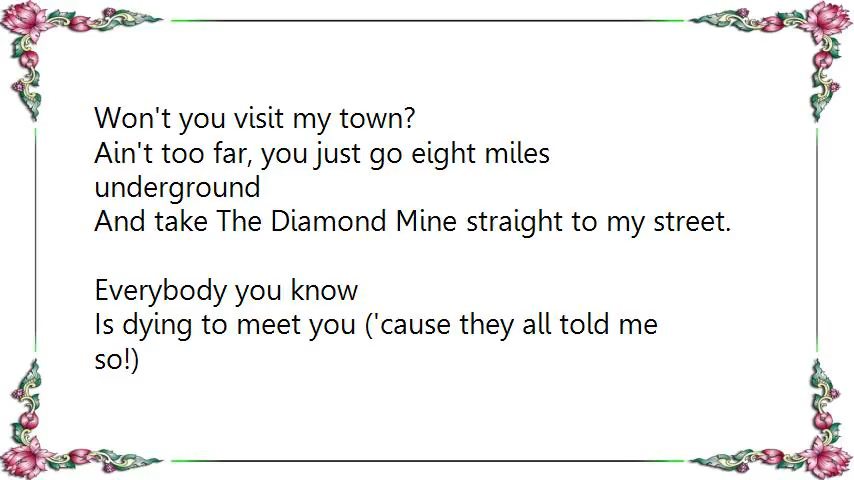 Won't you visit my town?
Ain't too far, you just go eight miles
underground
And take The Diamond Mine straight to my street.

Everybody you know
Is dying to meet you ('cause they all told me
so!)